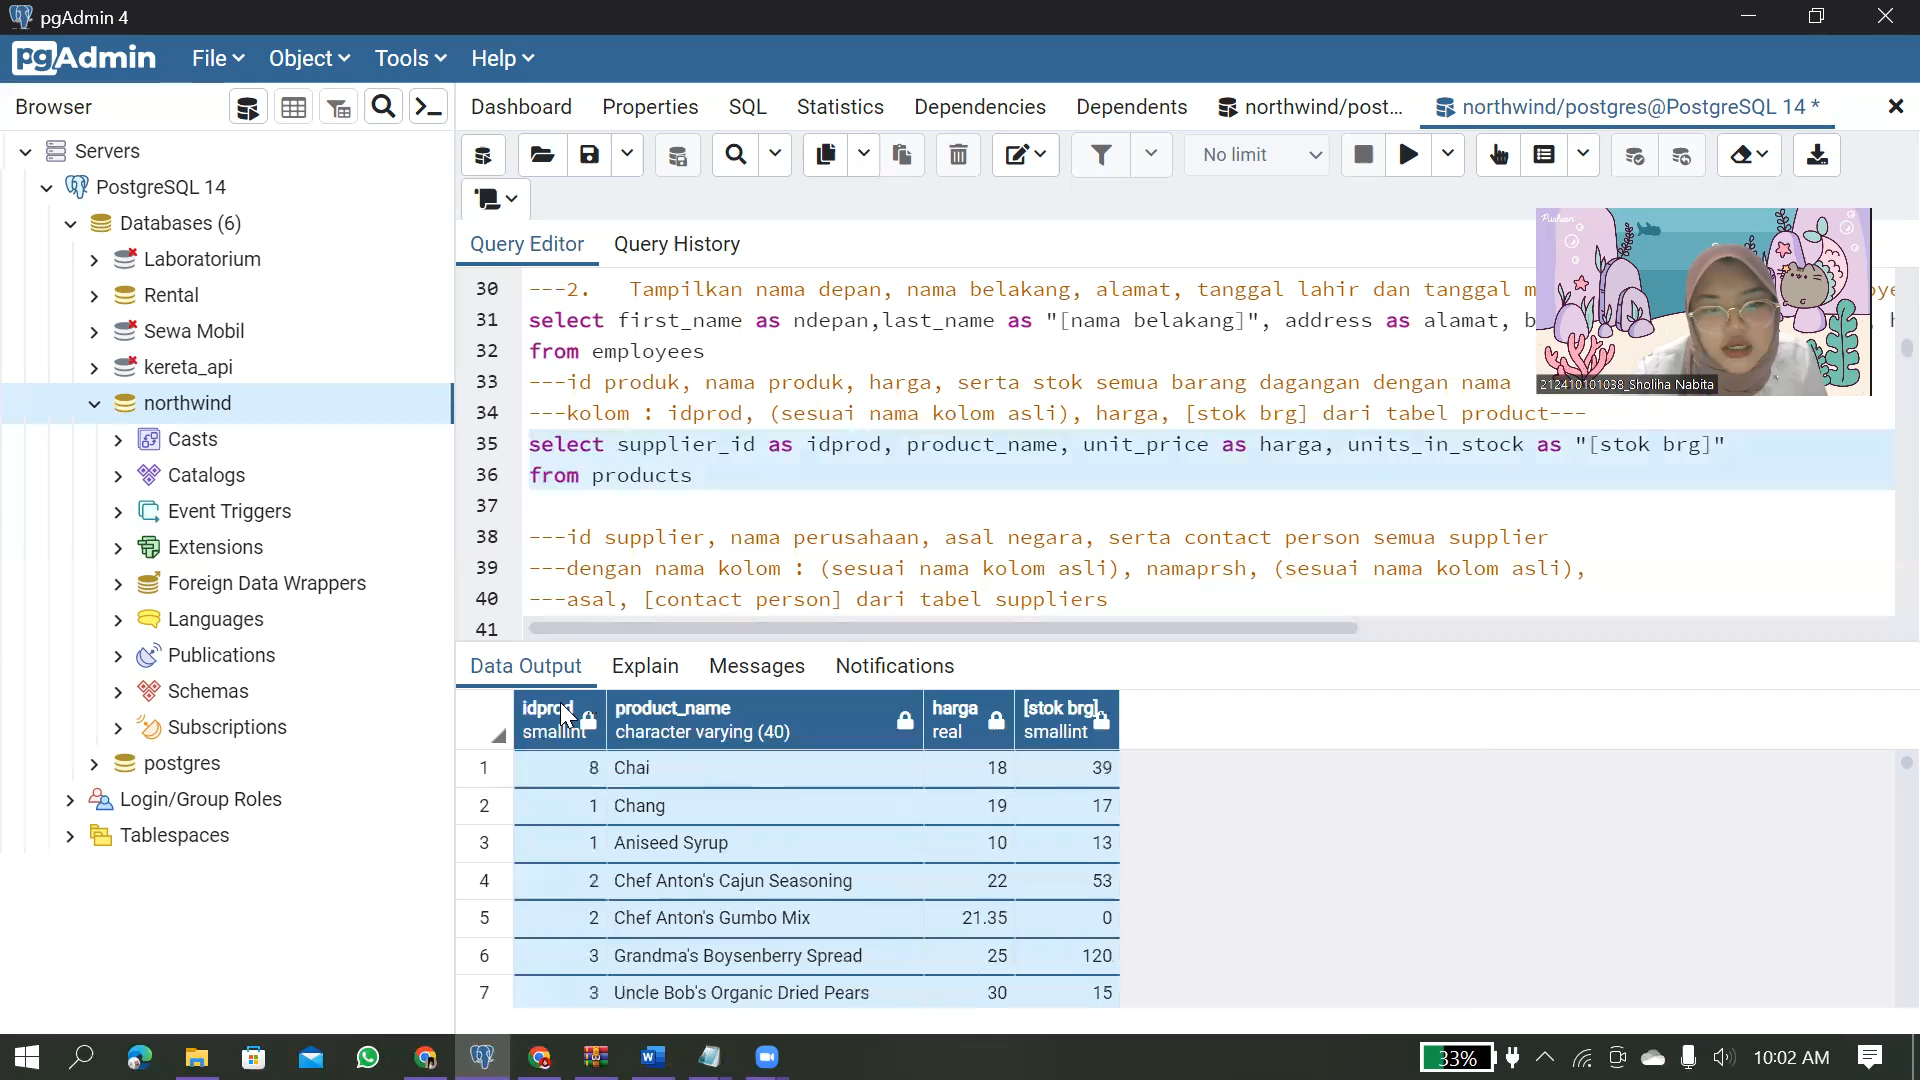 pgAdmin 4
pgAdmin File Object Tools Help
Browser
Dashboard Properties SQL Statistics Dependencies Dependents northwind/post... northwind/postgres@PostgreSQL 14 *
Servers
PostgreSQL 14
Databases (6)
Laboratorium
Rental
Sewa Mobil
kereta_api
northwind
Casts
Catalogs
Event Triggers
Extensions
Foreign Data Wrappers
Languages
Publications
Schemas
Subscriptions
postgres
Login/Group Roles
Tablespaces
No limit
Query Editor Query History
30 ---2. Tampilkan nama depan, nama belakang, alamat, tanggal lahir dan tanggal m
31 select first_name as ndepan,last_name as "[nama belakang]", address as alamat, b
32 from employees
33 ---id produk, nama produk, harga, serta stok semua barang dagangan dengan nama
34 ---kolom : idprod, (sesuai nama kolom asli), harga, [stok brg] dari tabel product---
35 select supplier_id as idprod, product_name, unit_price as harga, units_in_stock as "[stok brg]"
36 from products
37
38 ---id supplier, nama perusahaan, asal negara, serta contact person semua supplier
39 ---dengan nama kolom : (sesuai nama kolom asli), namaprsh, (sesuai nama kolom asli),
40 ---asal, [contact person] dari tabel suppliers
41
Pusheen
212410101038_Sholiha Nabita
Data Output Explain Messages Notifications
idprod product_name harga [stok brg]
smallint character varying (40) real smallint
1 8 Chai 18 39
2 1 Chang 19 17
3 1 Aniseed Syrup 10 13
4 2 Chef Anton's Cajun Seasoning 22 53
5 2 Chef Anton's Gumbo Mix 21.35 0
6 3 Grandma's Boysenberry Spread 25 120
7 3 Uncle Bob's Organic Dried Pears 30 15
33% 10:02 AM